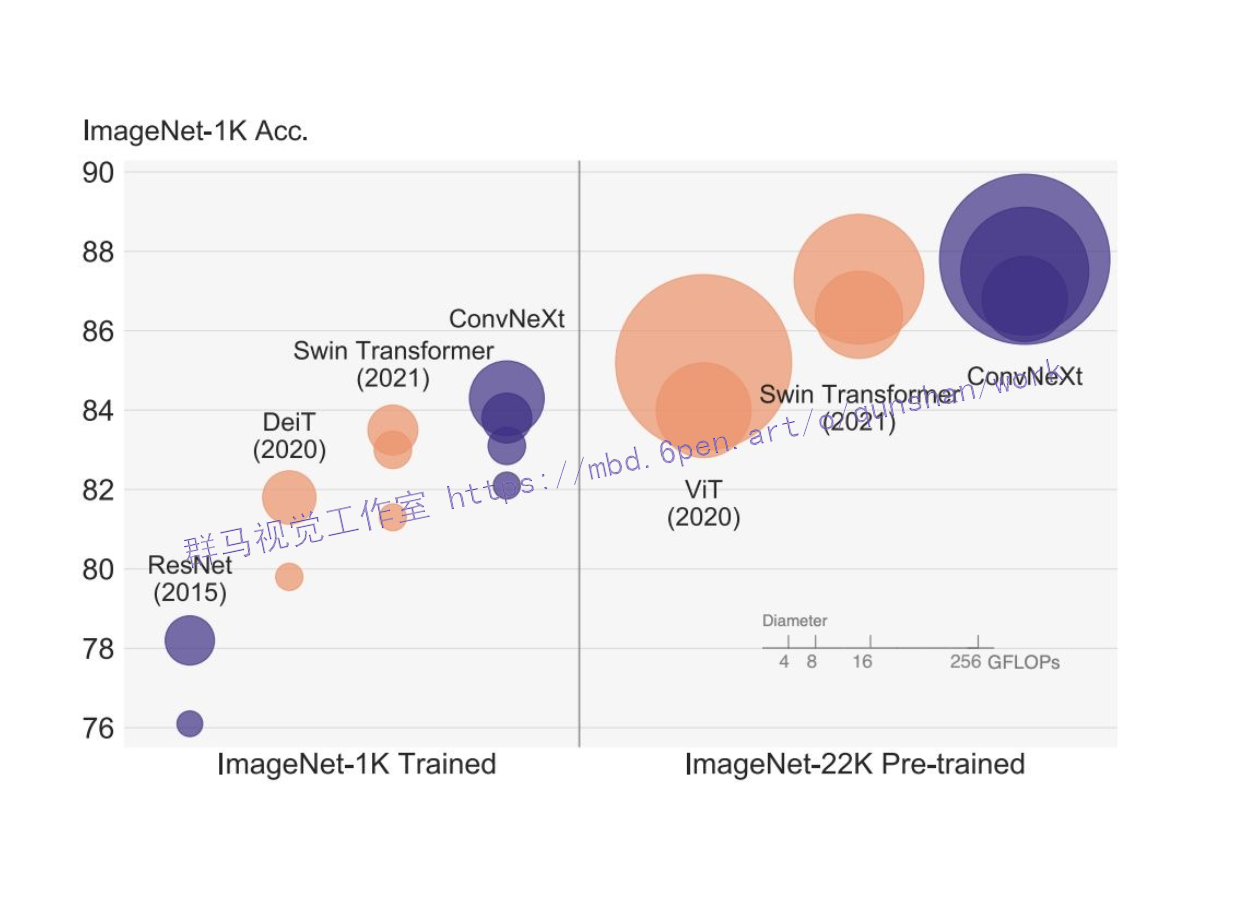 ImageNet-1K Acc.
90
88
86
84
82
80
78
76
ConvNeXt
Swin Transformer
(2021)
DeiT
(2020)
ResNet
(2015)
ConvNeXt
Swin Transformer
(2021)
ViT
(2020)
群马视觉工作室 https://mbd.6pen.art/o/gunshan/work
Diameter
4 8 16 256 GFLOPs
ImageNet-1K Trained
ImageNet-22K Pre-trained